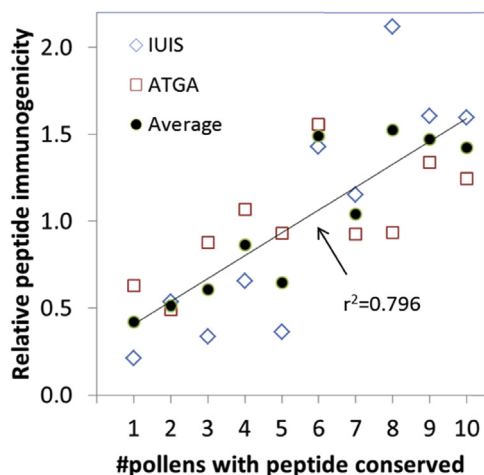 Relative peptide immunogenicity
2.0
1.5
1.0
0.5
0.0
IUIS
ATGA
Average
r²=0.796
1 2 3 4 5 6 7 8 9 10
#pollens with peptide conserved